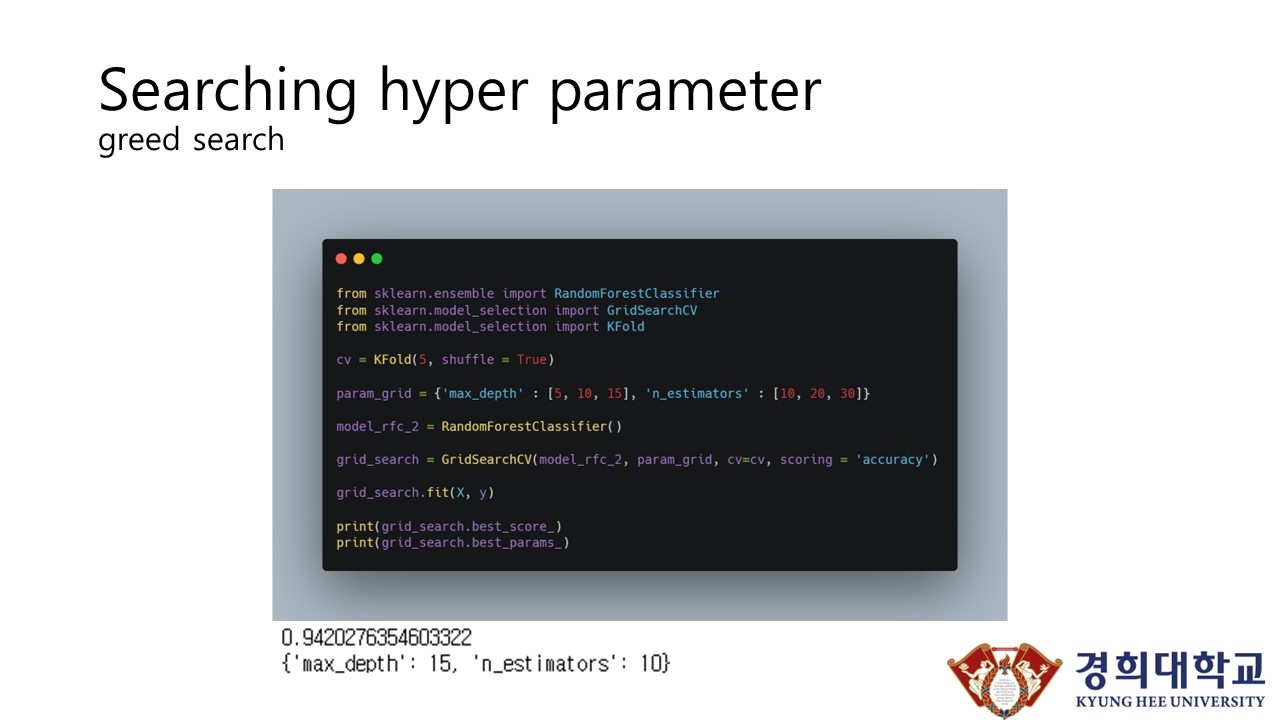 Searching hyper parameter
greed search
from sklearn.ensemble import RandomForestClassifier
from sklearn.model_selection import GridSearchCV
from sklearn.model_selection import KFold
cv = KFold(5, shuffle = True)
param_grid = {'max_depth' : [5, 10, 15], 'n_estimators' : [10, 20, 30]}
model_rfc_2 = RandomForestClassifier()
grid_search = GridSearchCV(model_rfc_2, param_grid, cv=cv, scoring = 'accuracy')
grid_search.fit(X, y)
print(grid_search.best_score_)
print(grid_search.best_params_)
0.9420276354603322
{'max_depth': 15, 'n_estimators': 10}
경희대학교
KYUNG HEE UNIVERSITY